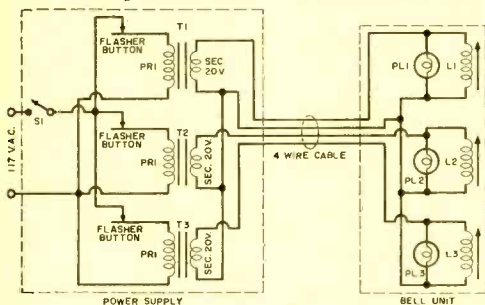 T1
FLASHER
BUTTON
PRI
SEC.
20V
PL1
L1
S1
117 V.A.C.
T2
FLASHER
BUTTON
PRI
SEC. 20V.
4 WIRE CABLE
PL2
L2
T3
FLASHER
BUTTON
PRI
SEC. 20V.
PL3
L3
POWER SUPPLY
BELL UNIT